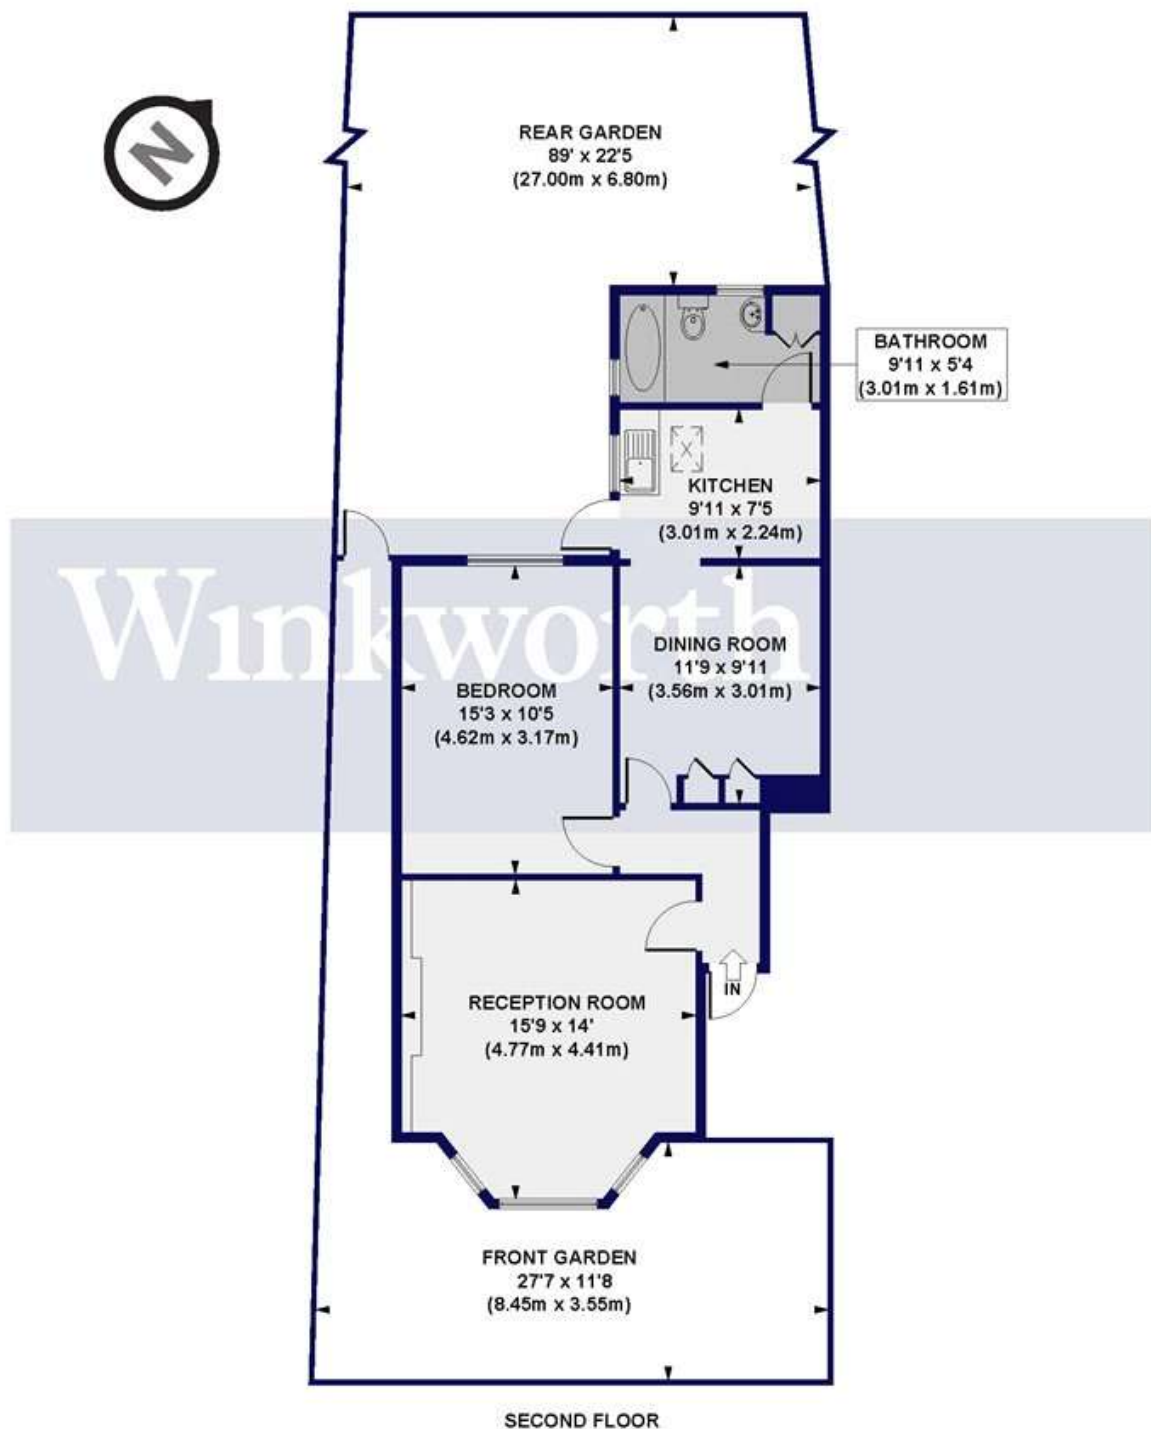 N
REAR GARDEN
89' x 22'5
(27.00m x 6.80m)
BATHROOM
9'11 x 5'4
(3.01m x 1.61m)
KITCHEN
9'11 x 7'5
(3.01m x 2.24m)
Winkworth
DINING ROOM
11'9 x 9'11
(3.56m x 3.01m)
BEDROOM
15'3 x 10'5
(4.62m x 3.17m)
IN
RECEPTION ROOM
15'9 x 14'
(4.77m x 4.41m)
FRONT GARDEN
27'7 x 11'8
(8.45m x 3.55m)
SECOND FLOOR